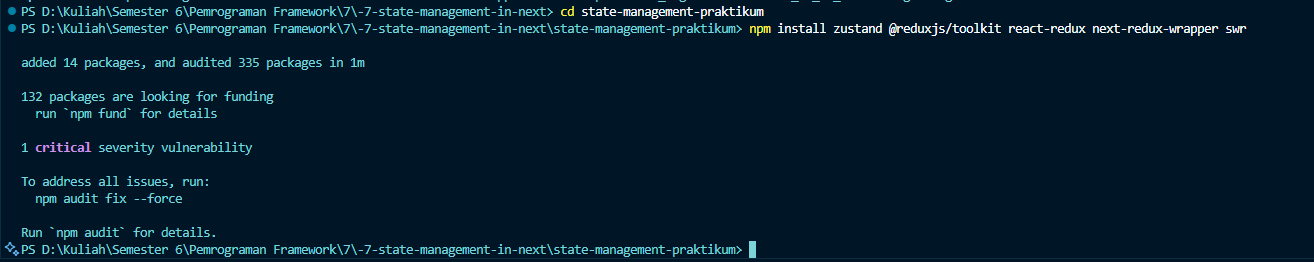 PS D:\Kuliah\Semester 6\Pemrograman Framework\7\-7-state-management-in-next> cd state-management-praktikum
PS D:\Kuliah\Semester 6\Pemrograman Framework\7\-7-state-management-in-next\state-management-praktikum> npm install zustand @reduxjs/toolkit react-redux next-redux-wrapper swr
added 14 packages, and audited 335 packages in 1m
132 packages are looking for funding
run `npm fund` for details
1 critical severity vulnerability
To address all issues, run:
npm audit fix --force
Run `npm audit` for details.
PS D:\Kuliah\Semester 6\Pemrograman Framework\7\-7-state-management-in-next\state-management-praktikum>